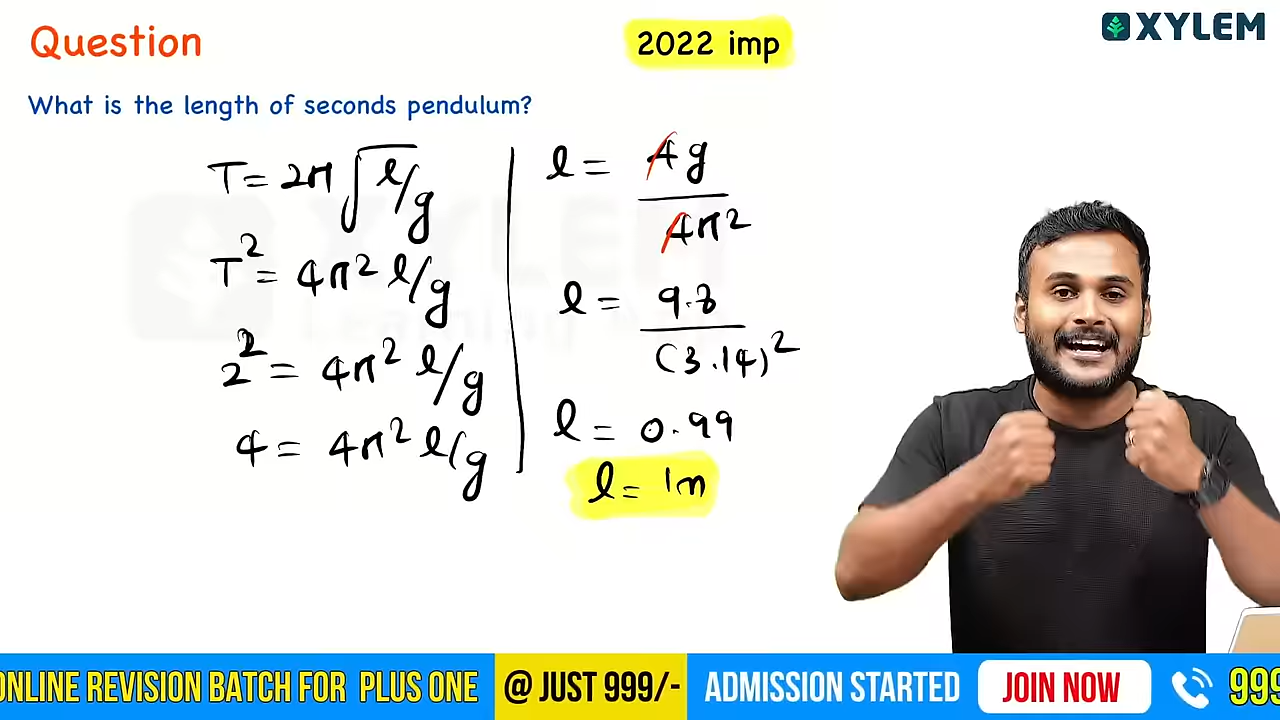 Question
2022 imp
XYLEM
What is the length of seconds pendulum?
T = 2π √l/g
T² = 4π² l/g
2² = 4π² l/g
4 = 4π² l/g
l = 4g / 4π²
l = 9.8 / (3.14)²
l = 0.99
l = 1m
ONLINE REVISION BATCH FOR PLUS ONE @ JUST 999/- ADMISSION STARTED JOIN NOW 999